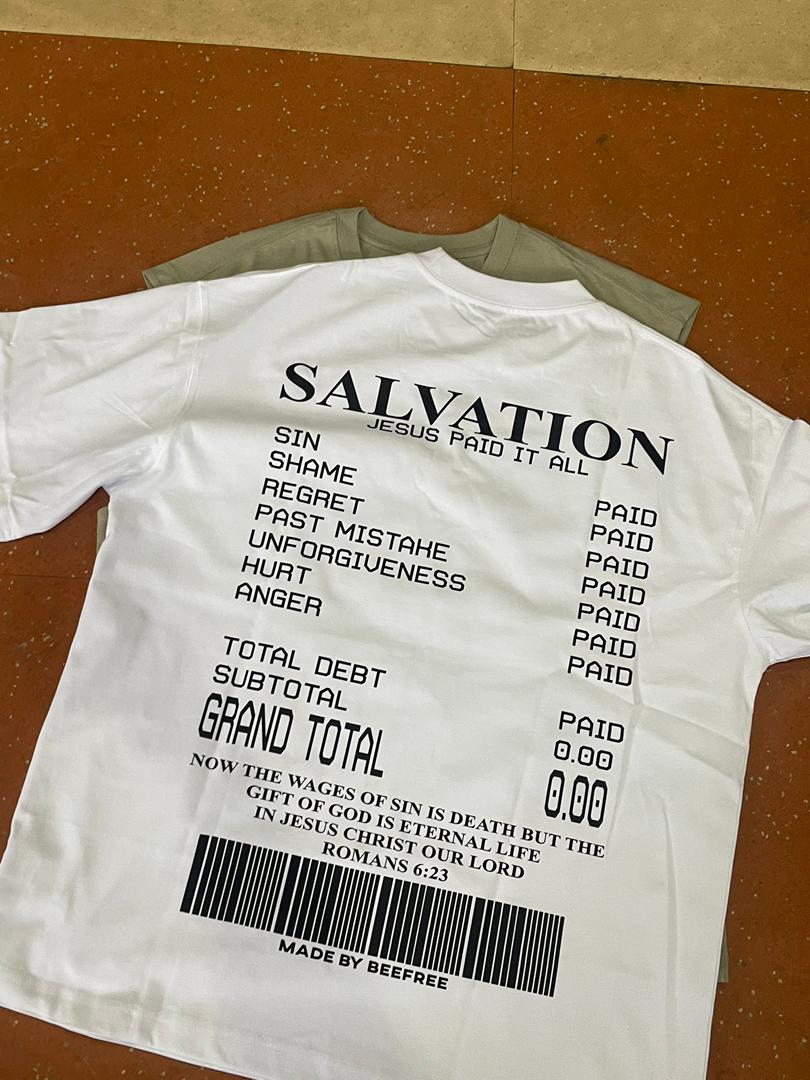 SALVATION
JESUS PAID IT ALL
SIN PAID
SHAME PAID
REGRET PAID
PAST MISTAKE PAID
UNFORGIVENESS PAID
HURT PAID
ANGER PAID
TOTAL DEBT PAID
SUBTOTAL 0.00
GRAND TOTAL 0.00
NOW THE WAGES OF SIN IS DEATH BUT THE
GIFT OF GOD IS ETERNAL LIFE
IN JESUS CHRIST OUR LORD
ROMANS 6:23
MADE BY BEEFREE